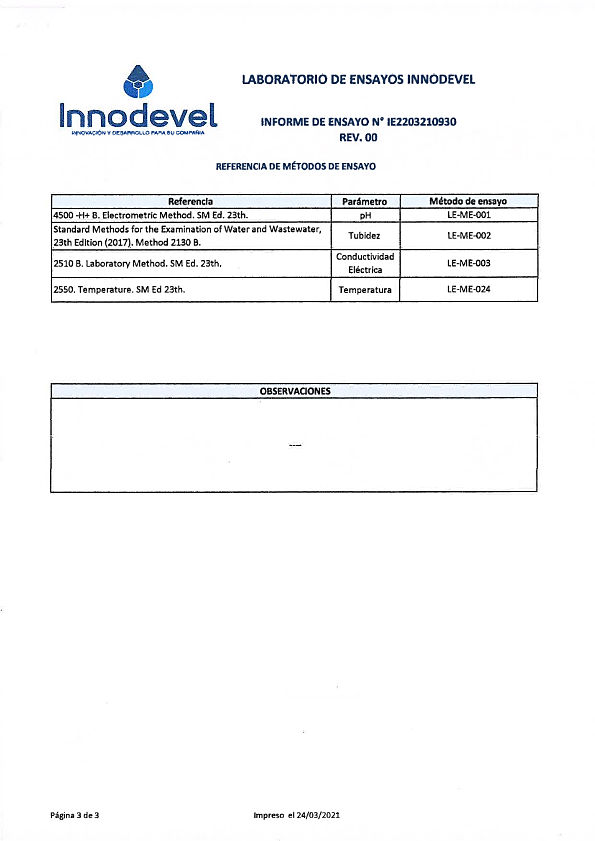 Innodevel
INNOVACIÓN Y DESARROLLO PARA SU COMPAÑIA
LABORATORIO DE ENSAYOS INNODEVEL
INFORME DE ENSAYO N° IE2203210930
REV. 00
REFERENCIA DE MÉTODOS DE ENSAYO
Referencia Parámetro Método de ensayo
4500 -H+ B. Electrometric Method. SM Ed. 23th. pH LE-ME-001
Standard Methods for the Examination of Water and Wastewater,
23th Edition (2017). Method 2130 B. Tubidez LE-ME-002
2510 B. Laboratory Method. SM Ed. 23th. Conductividad LE-ME-003
Eléctrica
2550. Temperature. SM Ed 23th. Temperatura LE-ME-024
OBSERVACIONES
----
Página 3 de 3 Impreso el 24/03/2021